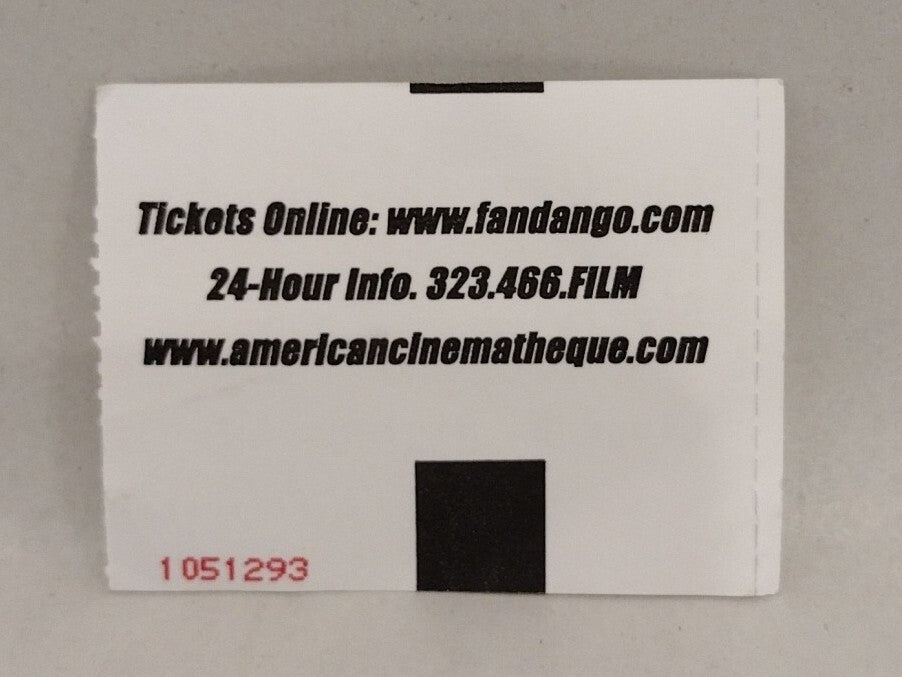 Tickets Online: www.fandango.com
24-Hour Info. 323.466.FILM
www.americancinematheque.com
1051293